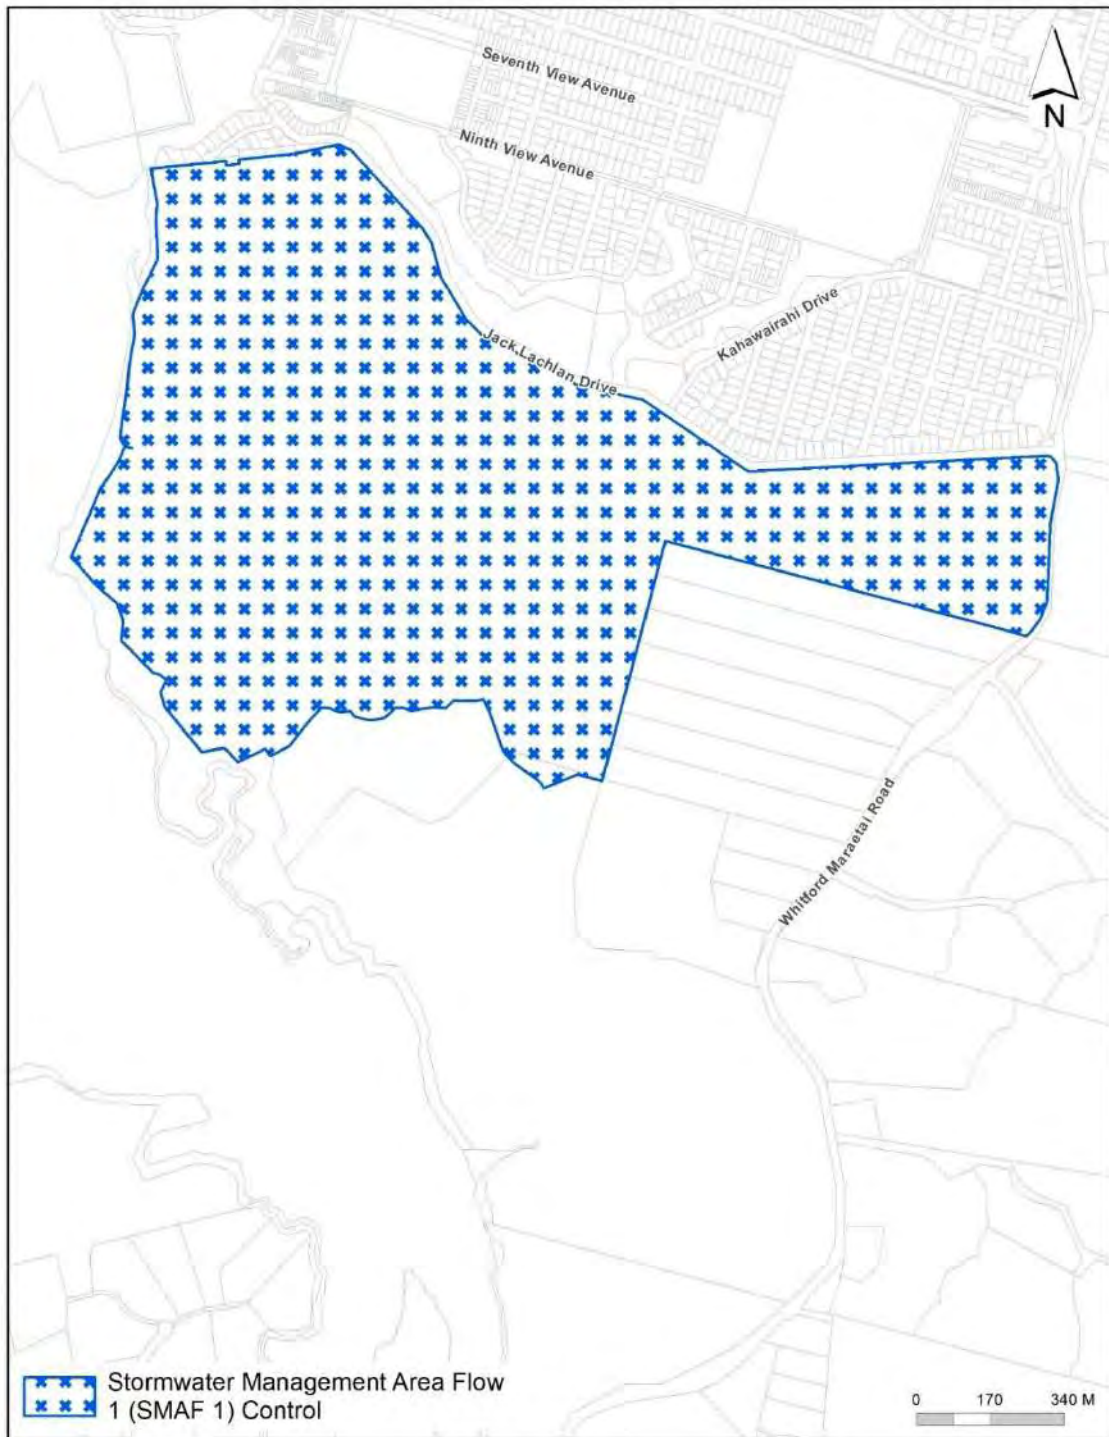 Seventh View Avenue
N
Ninth View Avenue
Kahawairahi Drive
Jack Lachlan Drive
Whitford Maraetai Road
Stormwater Management Area Flow
1 (SMAF 1) Control
0 170 340 M